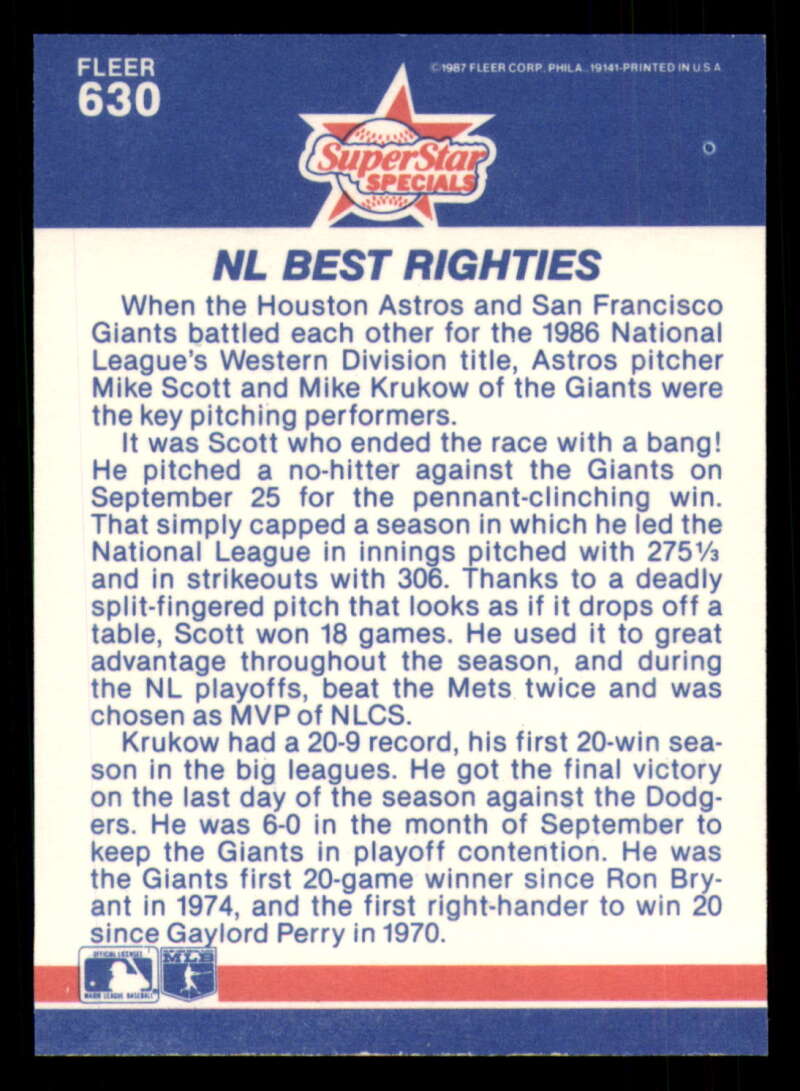 FLEER
630
©1987 FLEER CORP. PHILA. 19141-PRINTED IN U.S.A.
SuperStar
SPECIALS
NL BEST RIGHTIES
When the Houston Astros and San Francisco
Giants battled each other for the 1986 National
League's Western Division title, Astros pitcher
Mike Scott and Mike Krukow of the Giants were
the key pitching performers.
It was Scott who ended the race with a bang!
He pitched a no-hitter against the Giants on
September 25 for the pennant-clinching win.
That simply capped a season in which he led the
National League in innings pitched with 275⅓
and in strikeouts with 306. Thanks to a deadly
split-fingered pitch that looks as if it drops off a
table, Scott won 18 games. He used it to great
advantage throughout the season, and during
the NL playoffs, beat the Mets twice and was
chosen as MVP of NLCS.
Krukow had a 20-9 record, his first 20-win sea-
son in the big leagues. He got the final victory
on the last day of the season against the Dodg-
ers. He was 6-0 in the month of September to
keep the Giants in playoff contention. He was
the Giants first 20-game winner since Ron Bry-
ant in 1974, and the first right-hander to win 20
since Gaylord Perry in 1970.
OFFICIAL LICENSEE
MAJOR LEAGUE BASEBALL
MLB